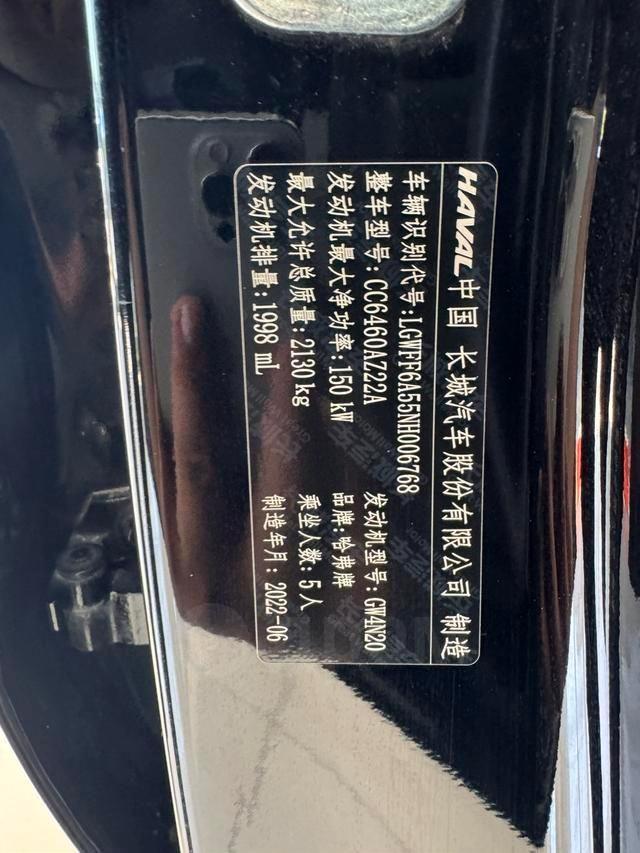 HAVAL 中国 长城汽车股份有限公司 制造
车辆识别代号:LGWFF6A55NH006768
整车型号:CC6460AZ22A 发动机型号:GW4N20
发动机最大净功率:150 kW 品牌:哈弗牌
最大允许总质量:2130 kg 乘坐人数:5人
发动机排量:1998 mL 制造年月:2022-06